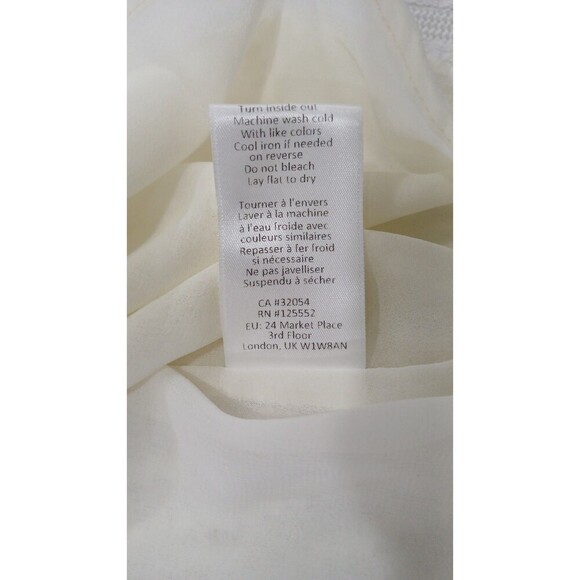 Turn inside out
Machine wash cold
With like colors
Cool iron if needed
on reverse
Do not bleach
Lay flat to dry
Tourner à l'envers
Laver à la machine
à l'eau froide avec
couleurs similaires
Repasser à fer froid
si nécessaire
Ne pas javelliser
Suspendu à sécher
CA #32054
RN #125552
EU: 24 Market Place
3rd Floor
London, UK W1W8AN